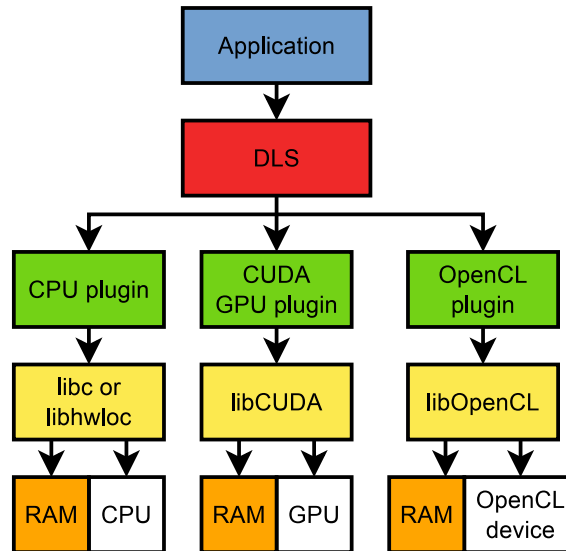 Application
DLS
CPU plugin
CUDA
GPU plugin
OpenCL
plugin
libc or
libhwloc
libCUDA
libOpenCL
RAM
CPU
RAM
GPU
RAM
OpenCL
device